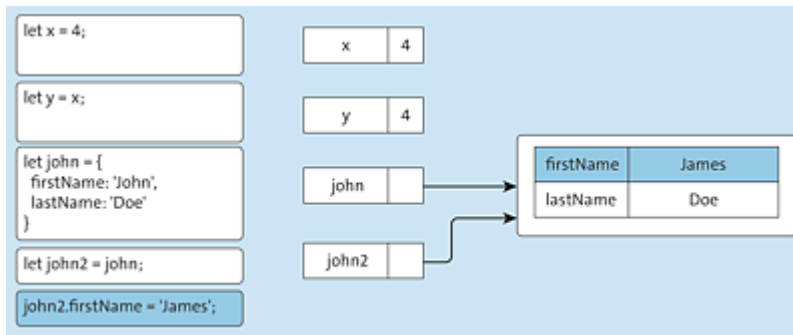 let x = 4;
x 4
let y = x;
y 4
let john = {
firstName: 'John',
lastName: 'Doe'
}
john
firstName James
lastName Doe
let john2 = john;
john2
john2.firstName = 'James';